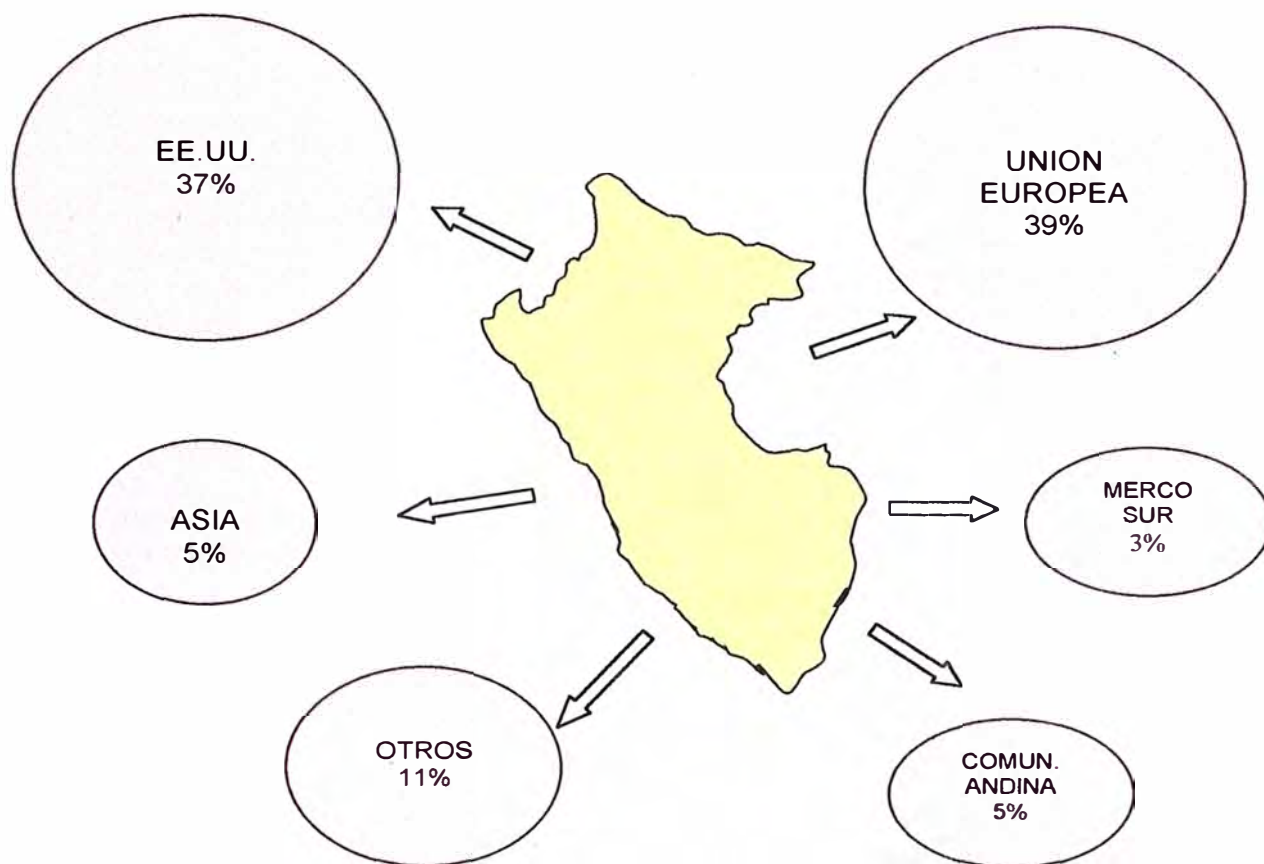 EE.UU.
37%
UNION
EUROPEA
39%
ASIA
5%
MERCO
SUR
3%
OTROS
11%
COMUN.
ANDINA
5%